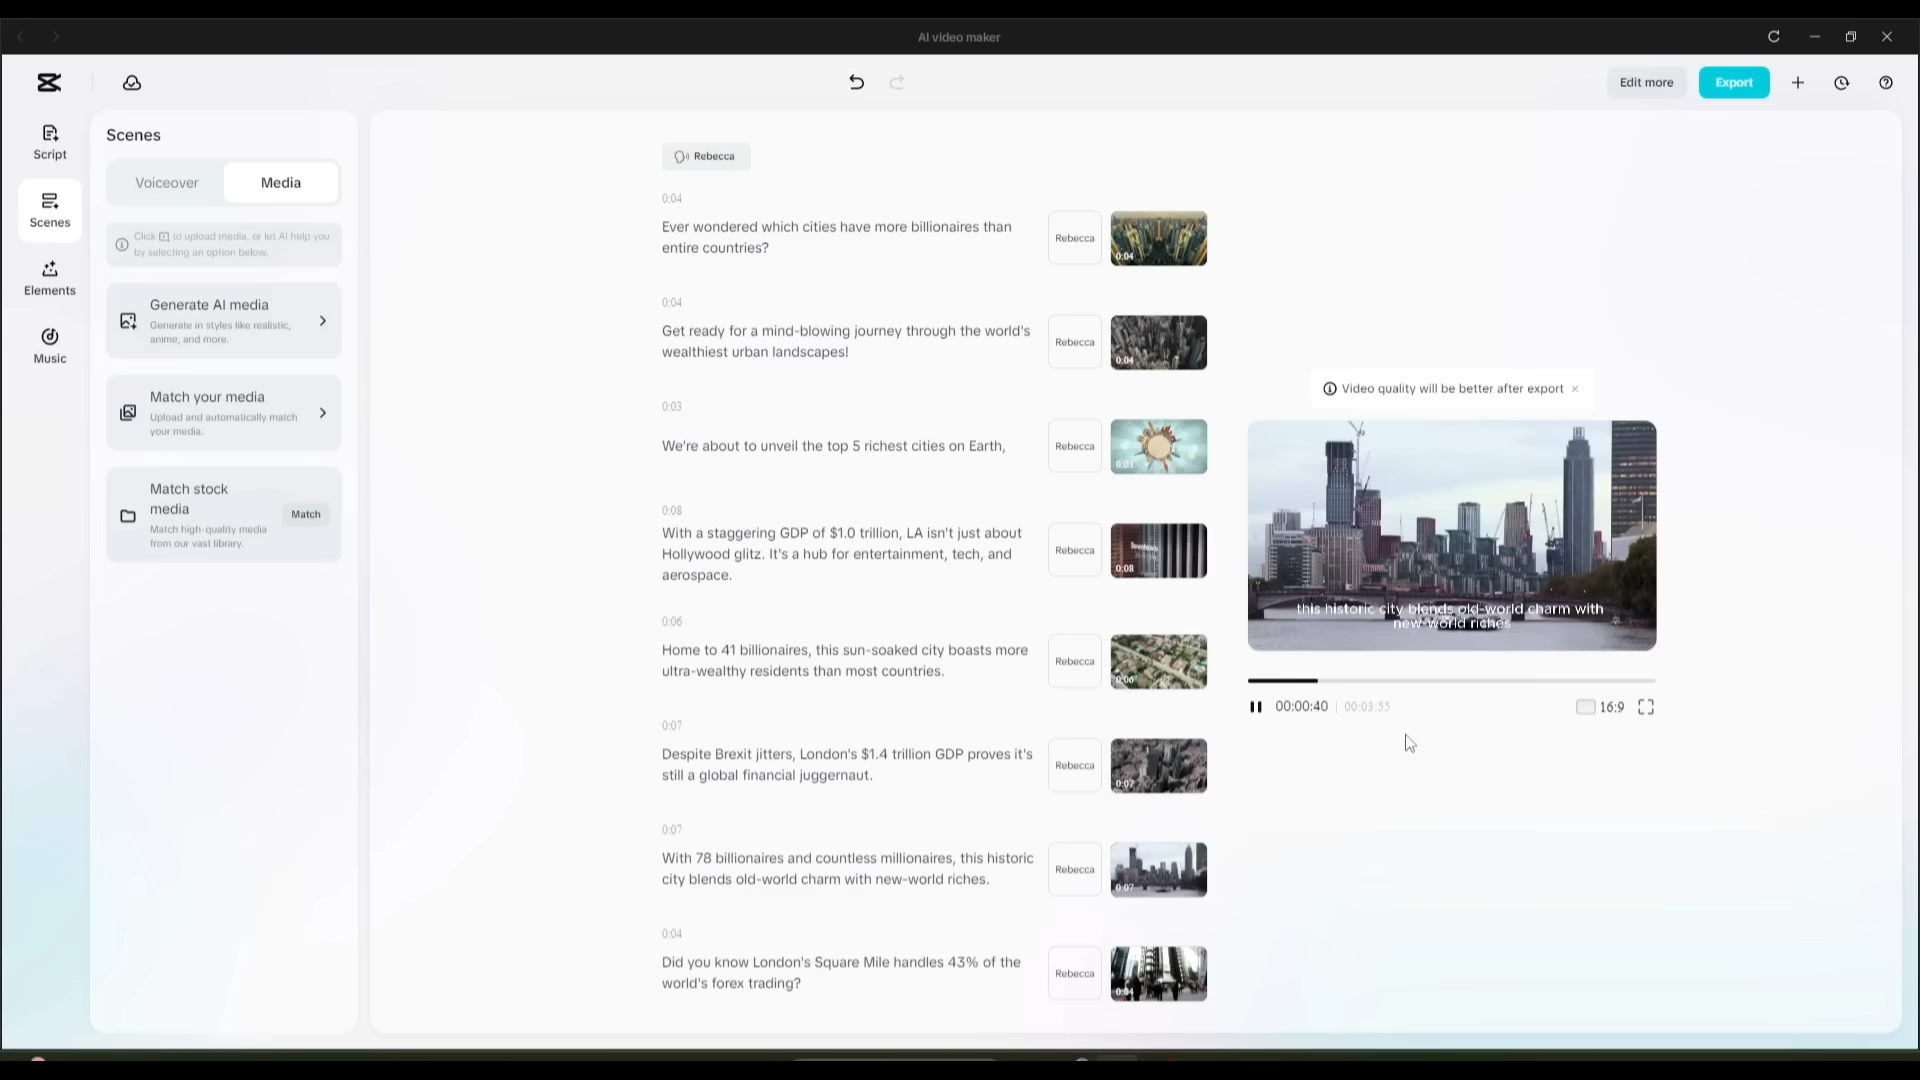 AI video maker
Edit more
Export
Script
Scenes
Elements
Music
Scenes
Voiceover
Media
Click to upload media, or let AI help you
by selecting an option below.
Generate AI media
Generate in styles like realistic,
anime, and more.
Match your media
Upload and automatically match
your media.
Match stock
media
Match high-quality media
from our vast library.
Match
Rebecca
0:04
Ever wondered which cities have more billionaires than
entire countries?
Rebecca
0:04
0:04
Get ready for a mind-blowing journey through the world's
wealthiest urban landscapes!
Rebecca
0:04
0:03
We're about to unveil the top 5 richest cities on Earth,
Rebecca
0:03
0:08
With a staggering GDP of $1.0 trillion, LA isn't just about
Hollywood glitz. It's a hub for entertainment, tech, and
aerospace.
Rebecca
0:08
0:06
Home to 41 billionaires, this sun-soaked city boasts more
ultra-wealthy residents than most countries.
Rebecca
0:06
0:07
Despite Brexit jitters, London's $1.4 trillion GDP proves it's
still a global financial juggernaut.
Rebecca
0:07
0:07
With 78 billionaires and countless millionaires, this historic
city blends old-world charm with new-world riches.
Rebecca
0:07
0:04
Did you know London's Square Mile handles 43% of the
world's forex trading?
Rebecca
0:04
Video quality will be better after export
this historic city blends old-world charm with
new-world riches
00:00:40 | 00:03:55
16:9